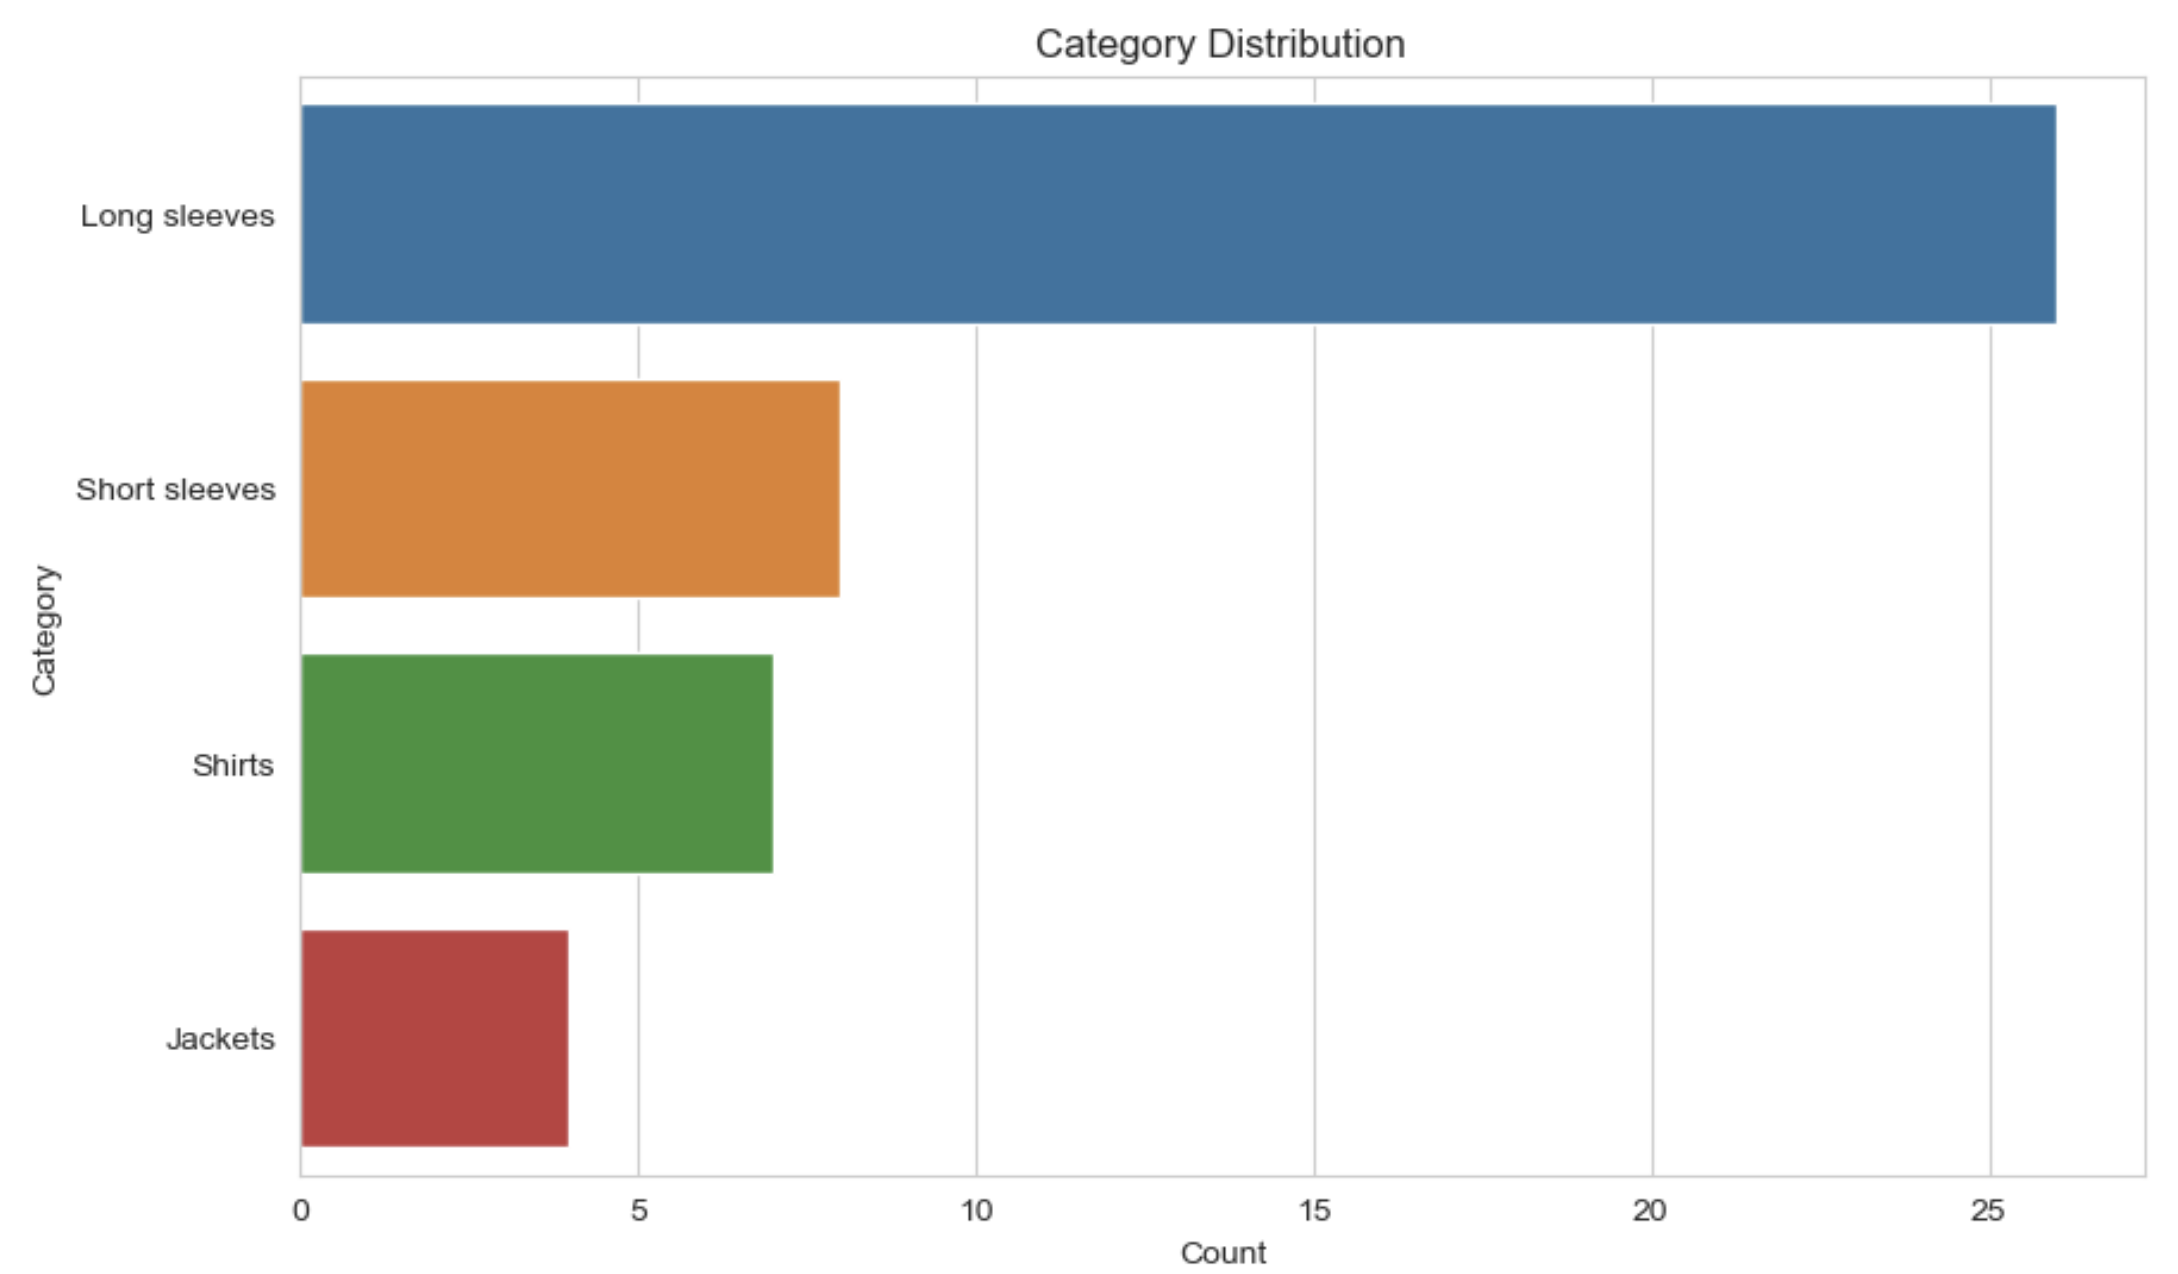 Category Distribution
Category
Long sleeves
Short sleeves
Shirts
Jackets
0 5 10 15 20 25
Count